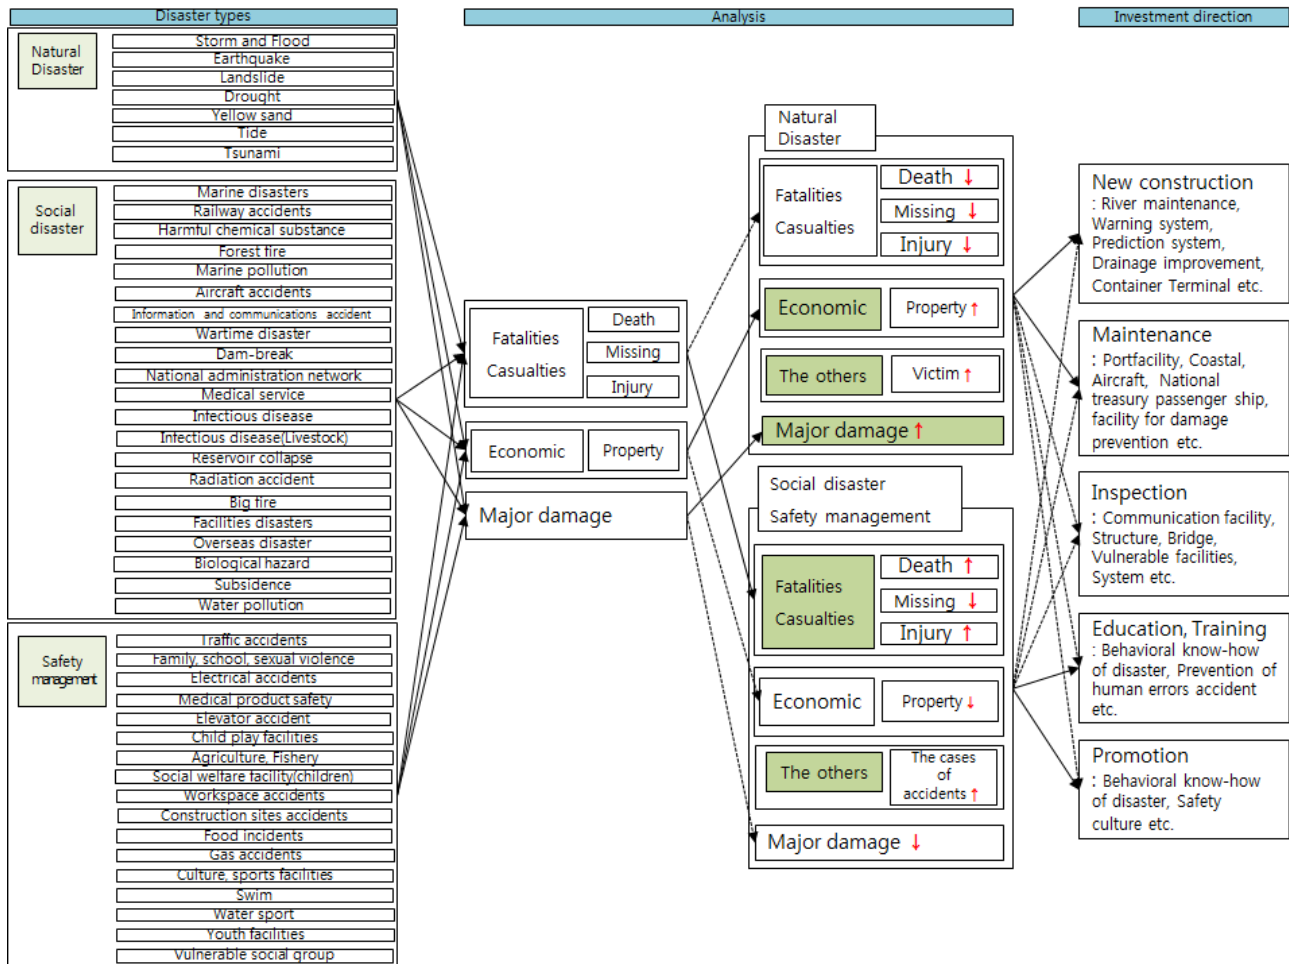 Disaster types
Analysis
Investment direction
Natural
Disaster
Storm and Flood
Earthquake
Landslide
Drought
Yellow sand
Tide
Tsunami
Social
disaster
Marine disasters
Railway accidents
Harmful chemical substance
Forest fire
Marine pollution
Aircraft accidents
Information and communications accident
Wartime disaster
Dam-break
National administration network
Medical service
Infectious disease
Infectious disease(Livestock)
Reservoir collapse
Radiation accident
Big fire
Facilities disasters
Overseas disaster
Biological hazard
Subsidence
Water pollution
Safety
management
Traffic accidents
Family, school, sexual violence
Electrical accidents
Medical product safety
Elevator accident
Child play facilities
Agriculture, Fishery
Social welfare facility(children)
Workspace accidents
Construction sites accidents
Food incidents
Gas accidents
Culture, sports facilities
Swim
Water sport
Youth facilities
Vulnerable social group
Fatalities
Casualties
Death
Missing
Injury
Economic
Property
Major damage
Natural
Disaster
Fatalities
Casualties
Death ↓
Missing ↓
Injury ↓
Economic
Property ↑
The others
Victim ↑
Major damage ↑
Social disaster
Safety management
Fatalities
Casualties
Death ↑
Missing ↓
Injury ↑
Economic
Property ↓
The others
The cases
of
accidents ↑
Major damage ↓
New construction
: River maintenance,
Warning system,
Prediction system,
Drainage improvement,
Container Terminal etc.
Maintenance
: Portfacility, Coastal,
Aircraft, National
treasury passenger ship,
facility for damage
prevention etc.
Inspection
: Communication facility,
Structure, Bridge,
Vulnerable facilities,
System etc.
Education, Training
: Behavioral know-how
of disaster, Prevention of
human errors accident
etc.
Promotion
: Behavioral know-how
of disaster, Safety
culture etc.